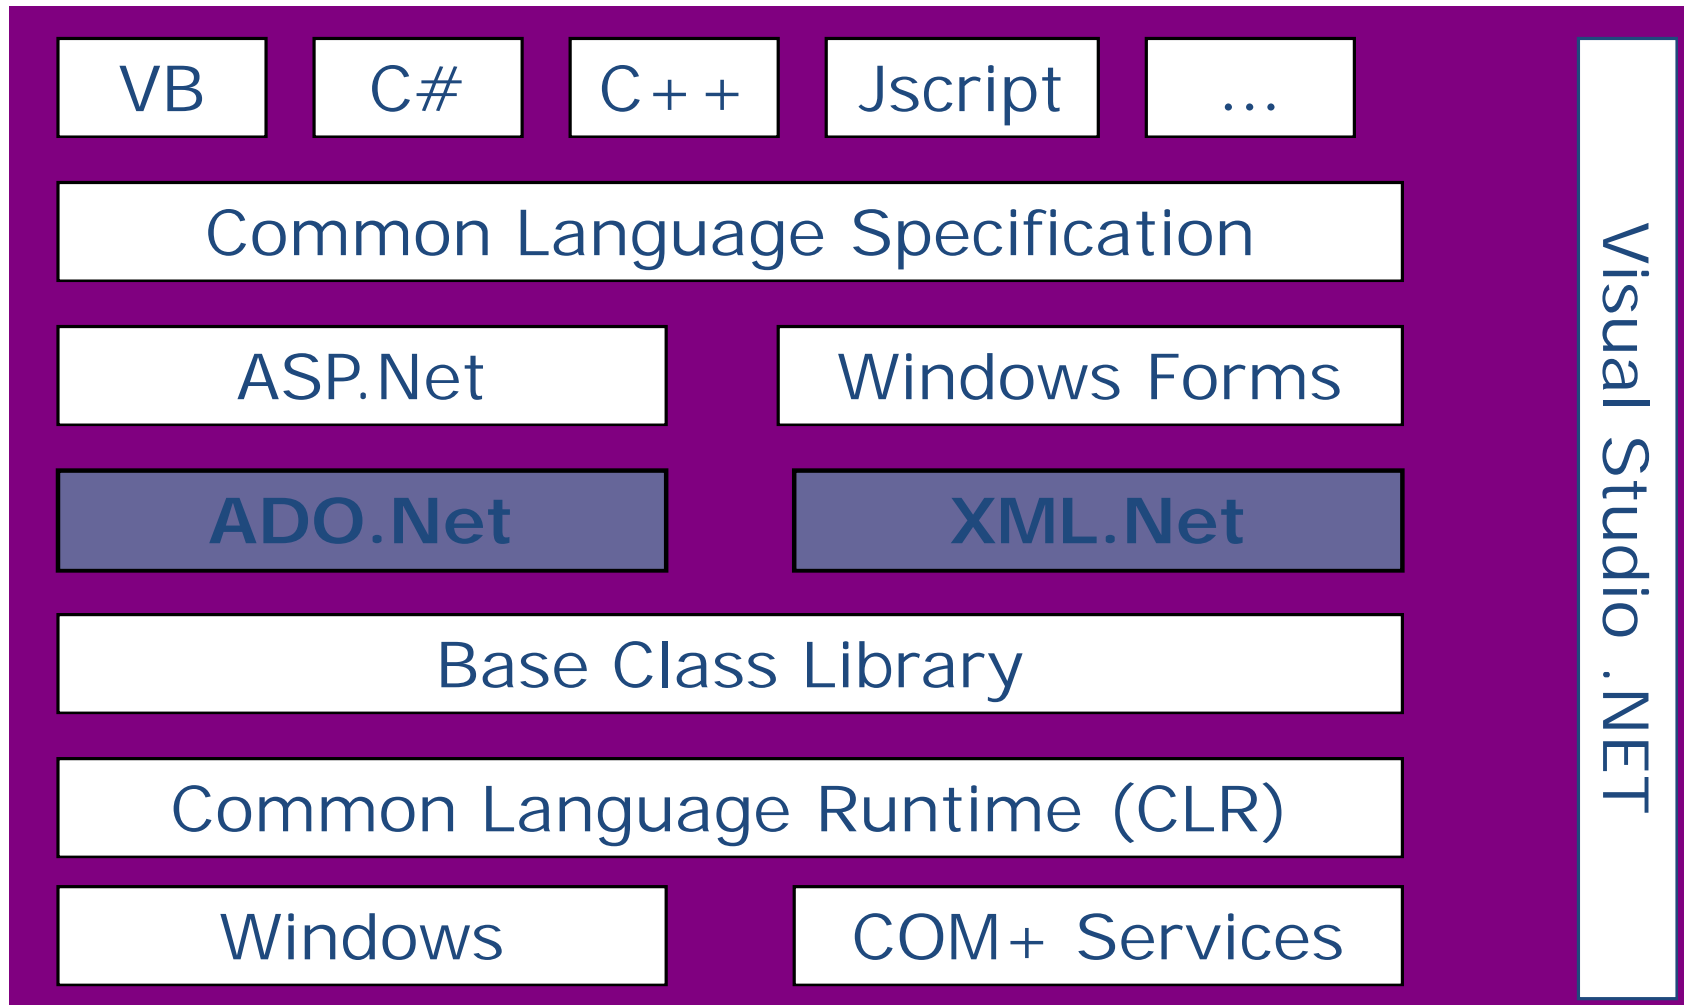 VB
C#
C++
Jscript
...
Common Language Specification
ASP.Net
Windows Forms
ADO.Net
XML.Net
Base Class Library
Common Language Runtime (CLR)
Windows
COM+ Services
Visual Studio .NET